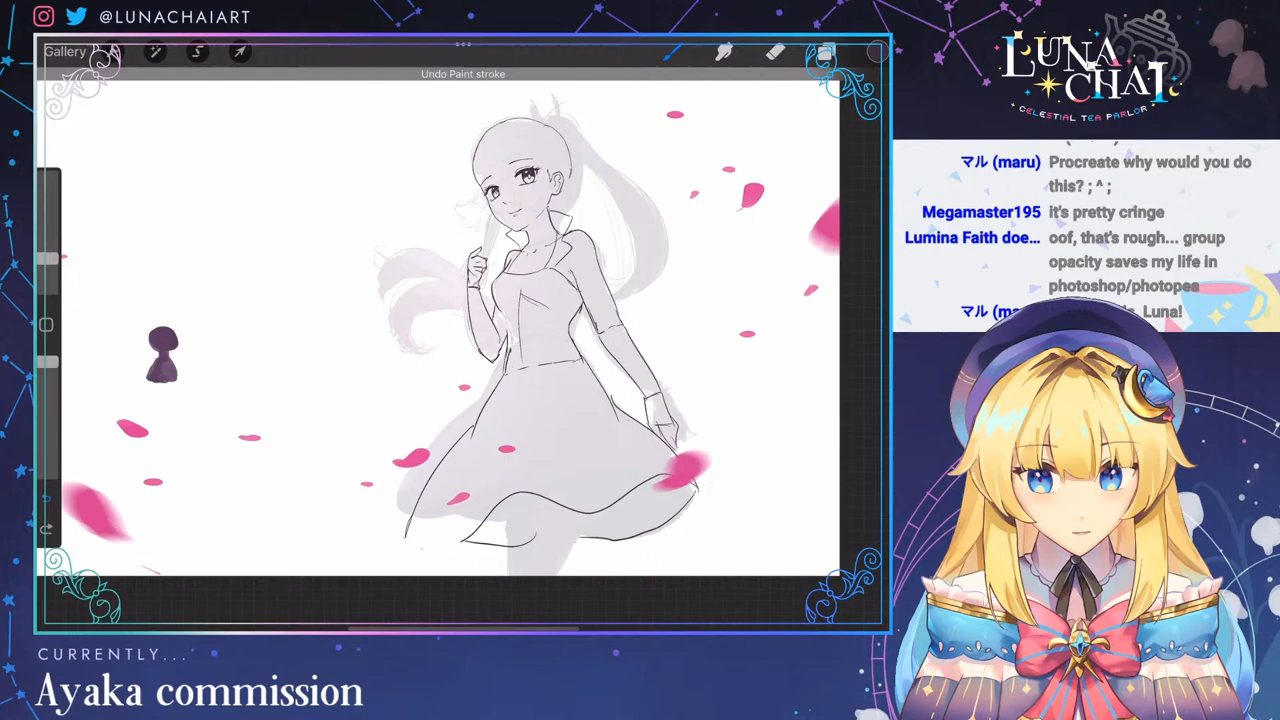 @LUNACHAIART
Gallery
Undo Paint stroke
LUNA
CHAI
CELESTIAL TEA PARLOR
マル (maru) Procreate why would you do
this? ; ^ ;
Megamaster195 it's pretty cringe
Lumina Faith doe... oof, that's rough... group
opacity saves my life in
photoshop/photopea
マル Luna!
CURRENTLY...
Ayaka commission